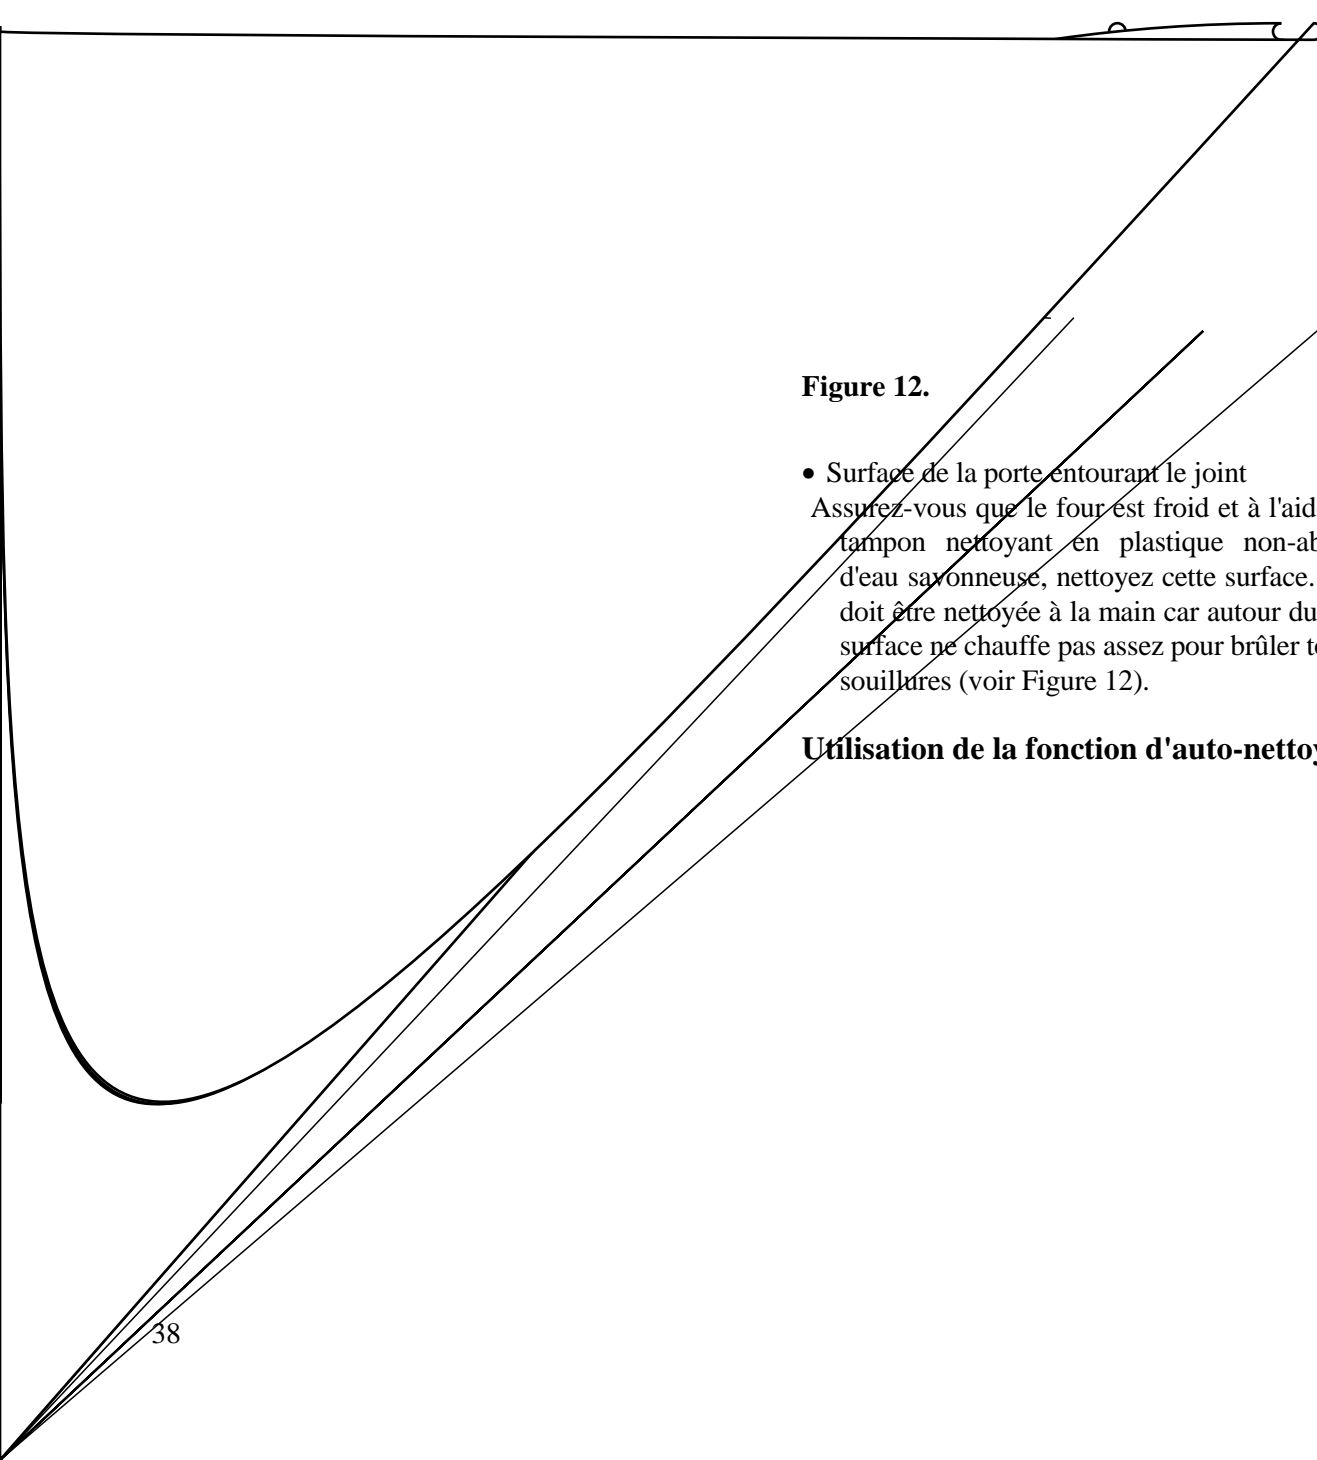 Figure 12.
• Surface de la porte entourant le joint
Assurez-vous que le four est froid et à l'aid
tampon nettoyant en plastique non-ab
d'eau savonneuse, nettoyez cette surface.
doit être nettoyée à la main car autour du
surface ne chauffe pas assez pour brûler to
souillures (voir Figure 12).
Utilisation de la fonction d'auto-nettoy
38